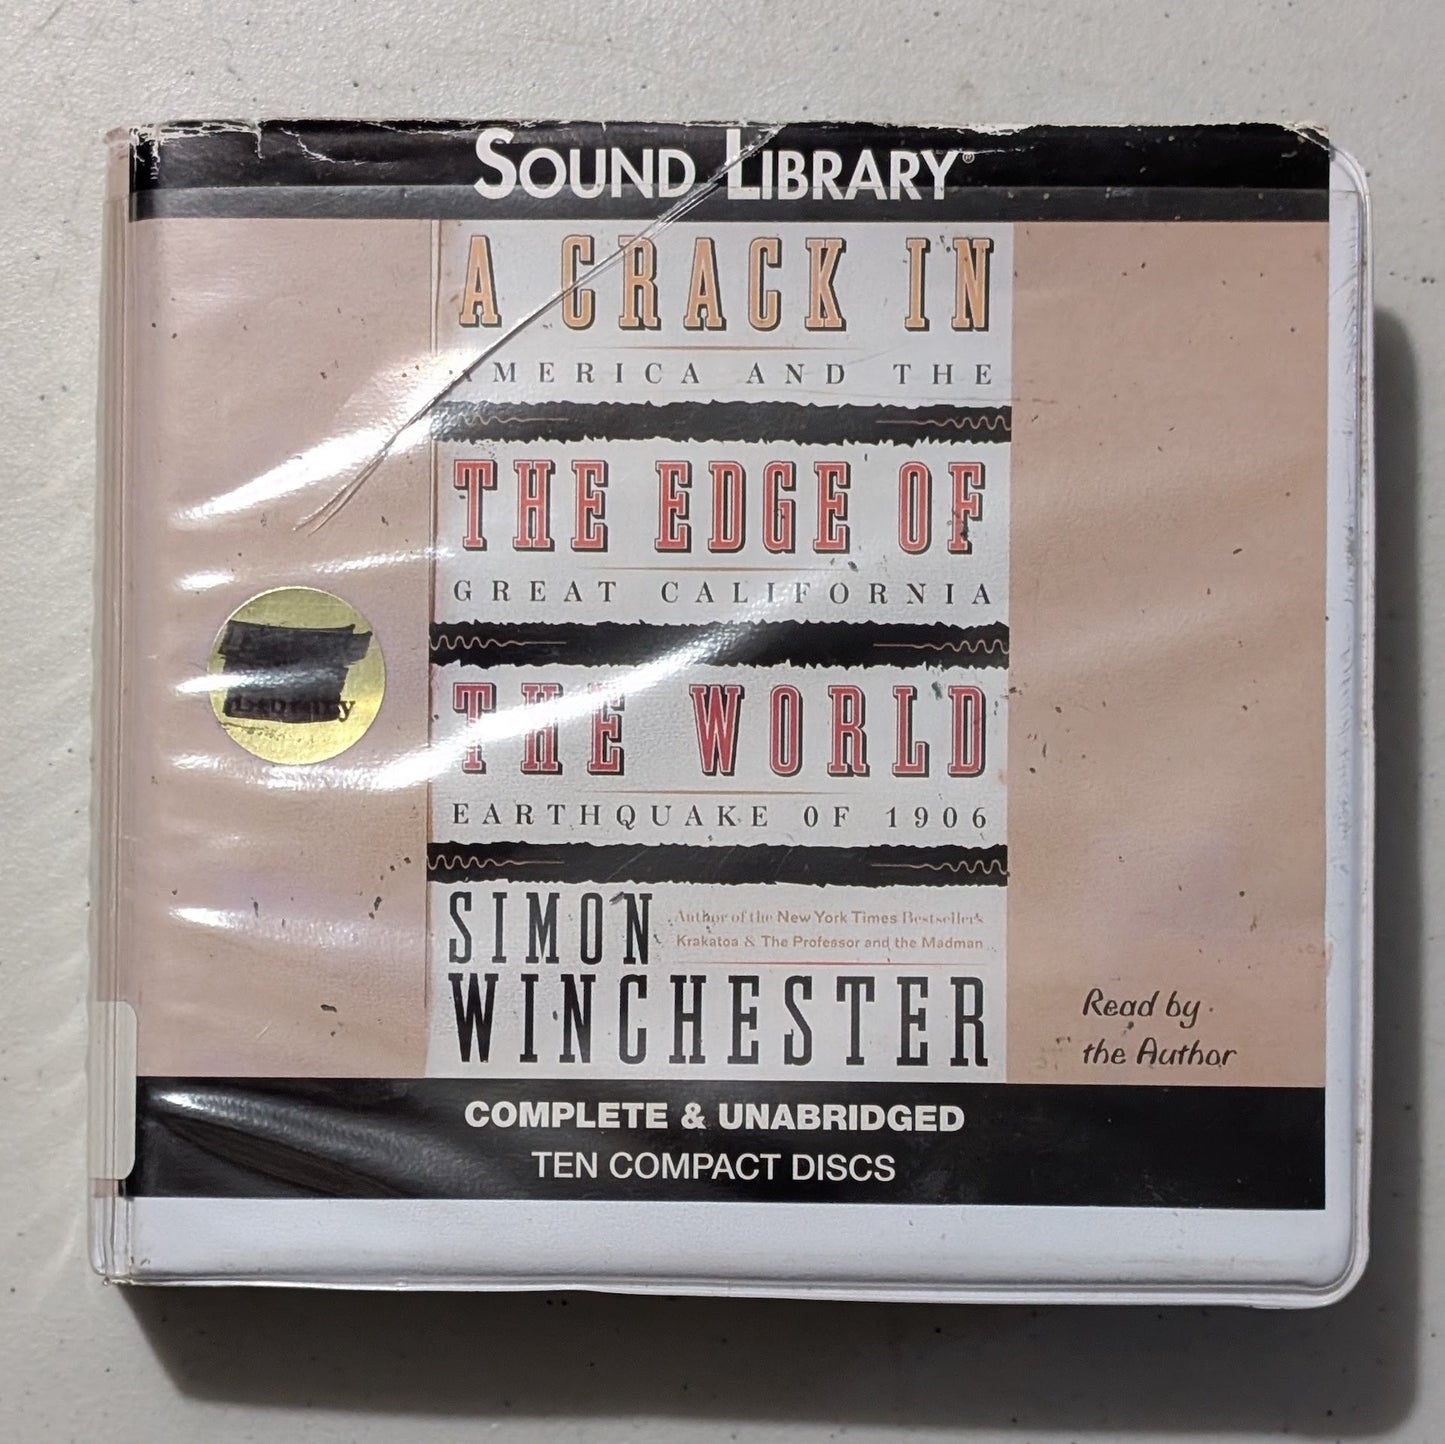 SOUND LIBRARY®
A CRACK IN
AMERICA AND THE
THE EDGE OF
GREAT CALIFORNIA
THE WORLD
EARTHQUAKE OF 1906
SIMON
WINCHESTER
Author of the New York Times Bestsellers
Krakatoa & The Professor and the Madman
Read by
the Author
Library
COMPLETE & UNABRIDGED
TEN COMPACT DISCS